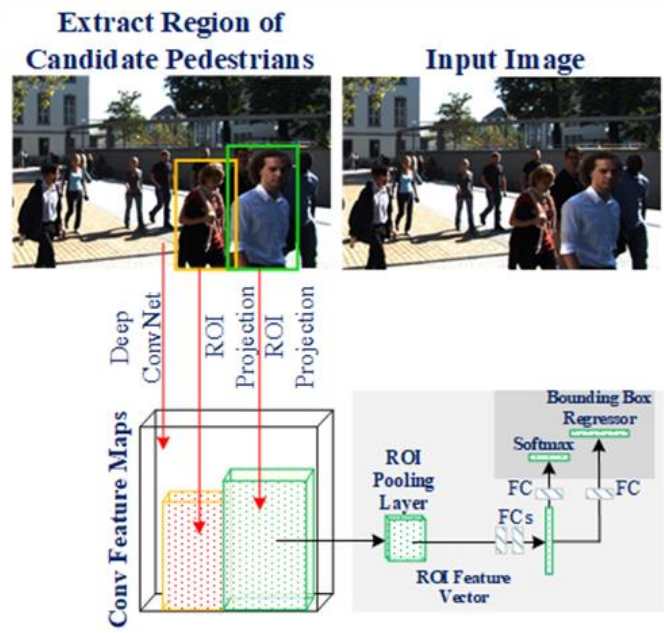 Extract Region of
Candidate Pedestrians
Input Image
Deep
ConvNet
ROI
Projection
ROI
Projection
Conv Feature Maps
ROI
Pooling
Layer
ROI Feature
Vector
FCs
FC
FC
Softmax
Bounding Box
Regressor